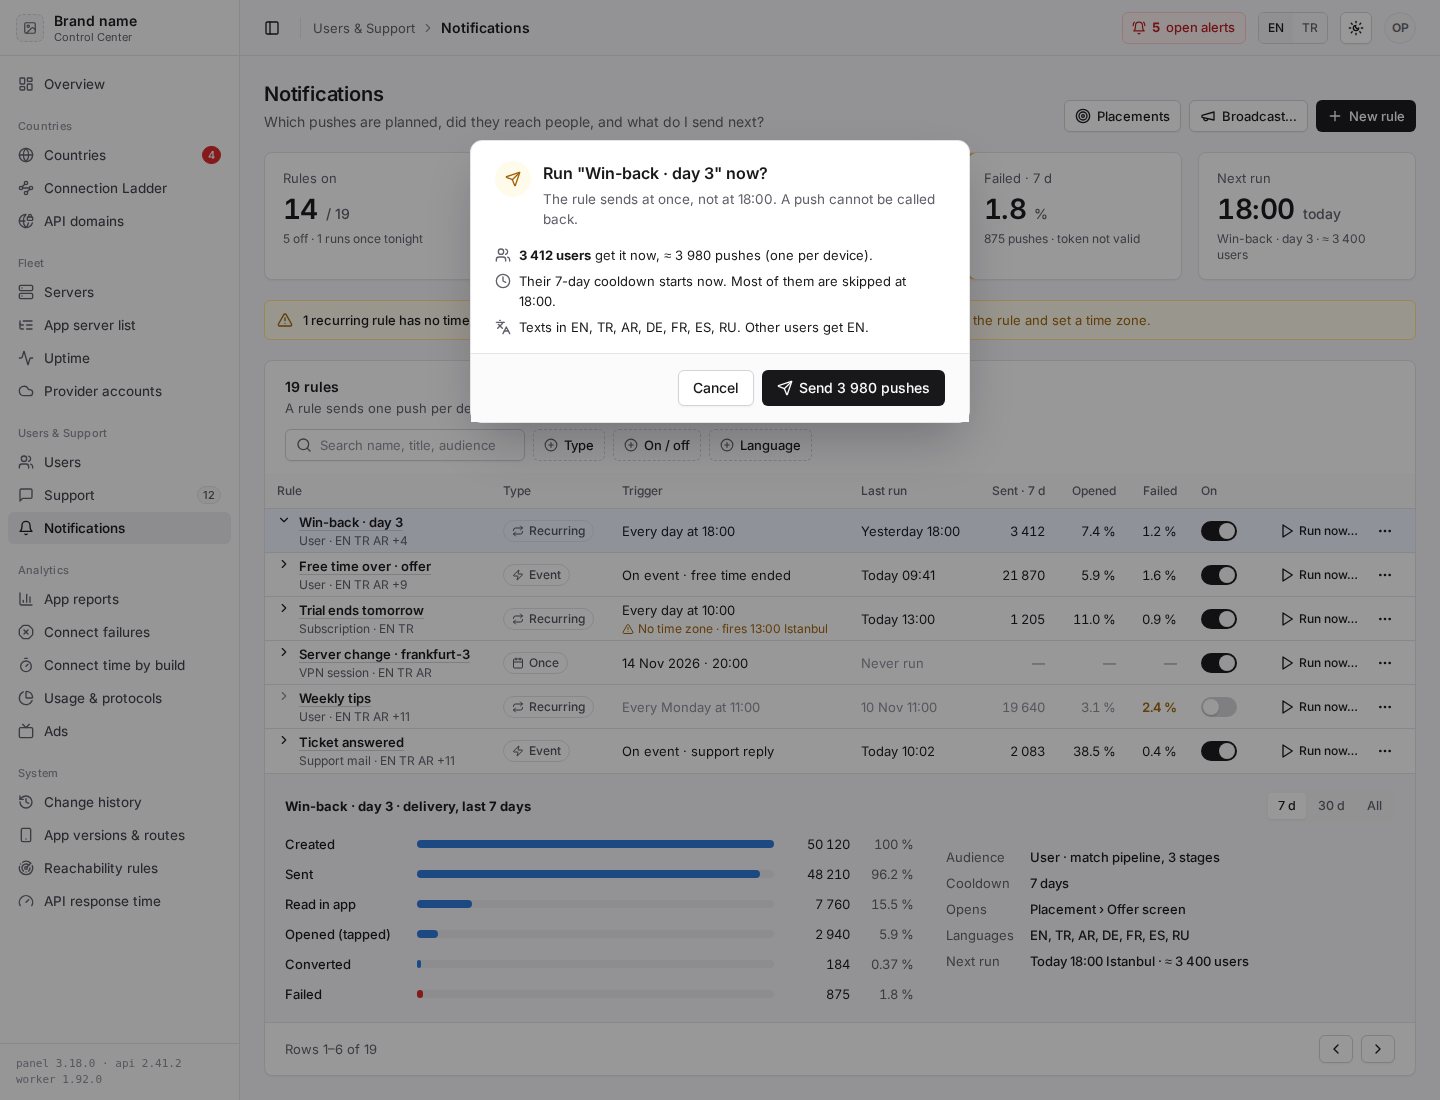 Brand name
Control Center
Users & Support
Notifications
5 open alerts
EN
TR
OP
Overview
Countries
Countries
4
Connection Ladder
API domains
Fleet
Servers
App server list
Uptime
Provider accounts
Users & Support
Users
Support
12
Notifications
Analytics
App reports
Connect failures
Connect time by build
Usage & protocols
Ads
System
Change history
App versions & routes
Reachability rules
API response time
panel 3.18.0 · api 2.41.2
worker 1.92.0
Notifications
Which pushes are planned, did they reach people, and what do I send next?
Placements
Broadcast...
New rule
Rules on
14 / 19
5 off · 1 runs once tonight
Failed · 7 d
1.8 %
875 pushes · token not valid
Next run
18:00 today
Win-back · day 3 · ≈ 3 400
users
Run "Win-back · day 3" now?
The rule sends at once, not at 18:00. A push cannot be called
back.
3 412 users get it now, ≈ 3 980 pushes (one per device).
Their 7-day cooldown starts now. Most of them are skipped at
18:00.
Texts in EN, TR, AR, DE, FR, ES, RU. Other users get EN.
Cancel
Send 3 980 pushes
1 recurring rule has no time
the rule and set a time zone.
19 rules
A rule sends one push per de
Search name, title, audience
Type
On / off
Language
Rule Type Trigger Last run Sent · 7 d Opened Failed On
Win-back · day 3 Recurring Every day at 18:00 Yesterday 18:00 3 412 7.4 % 1.2 % Run now...
User · EN TR AR +4
Free time over · offer Event On event · free time ended Today 09:41 21 870 5.9 % 1.6 % Run now...
User · EN TR AR +9
Trial ends tomorrow Recurring Every day at 10:00 Today 13:00 1 205 11.0 % 0.9 % Run now...
Subscription · EN TR No time zone · fires 13:00 Istanbul
Server change · frankfurt-3 Once 14 Nov 2026 · 20:00 Never run — — — Run now...
VPN session · EN TR AR
Weekly tips Recurring Every Monday at 11:00 10 Nov 11:00 19 640 3.1 % 2.4 % Run now...
User · EN TR AR +11
Ticket answered Event On event · support reply Today 10:02 2 083 38.5 % 0.4 % Run now...
Support mail · EN TR AR +11
Win-back · day 3 · delivery, last 7 days
7 d
30 d
All
Created 50 120 100 %
Sent 48 210 96.2 %
Read in app 7 760 15.5 %
Opened (tapped) 2 940 5.9 %
Converted 184 0.37 %
Failed 875 1.8 %
Audience User · match pipeline, 3 stages
Cooldown 7 days
Opens Placement › Offer screen
Languages EN, TR, AR, DE, FR, ES, RU
Next run Today 18:00 Istanbul · ≈ 3 400 users
Rows 1–6 of 19